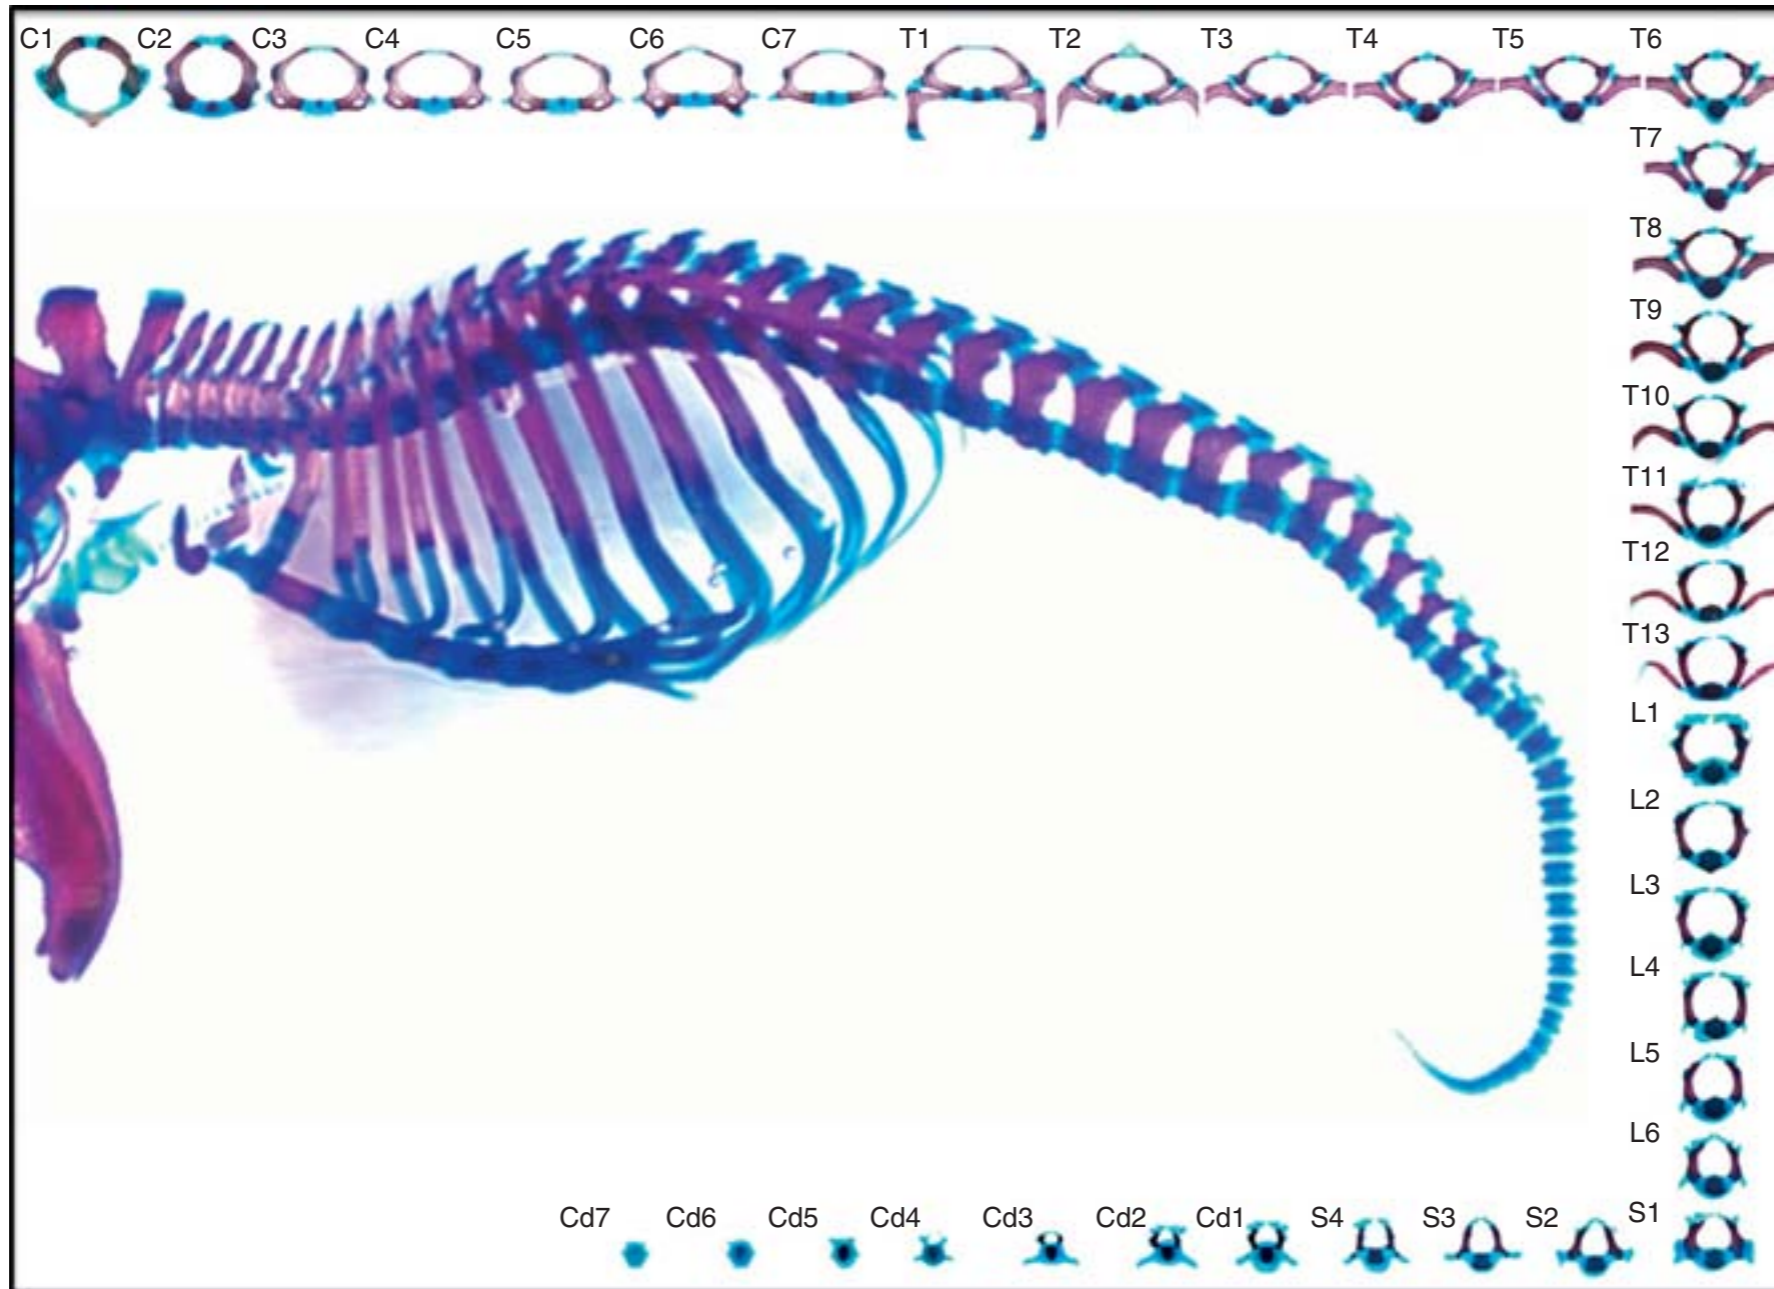 C1 C2 C3 C4 C5 C6 C7 T1 T2 T3 T4 T5 T6
T7
T8
T9
T10
T11
T12
T13
L1
L2
L3
L4
L5
L6
Cd7 Cd6 Cd5 Cd4 Cd3 Cd2 Cd1 S4 S3 S2 S1